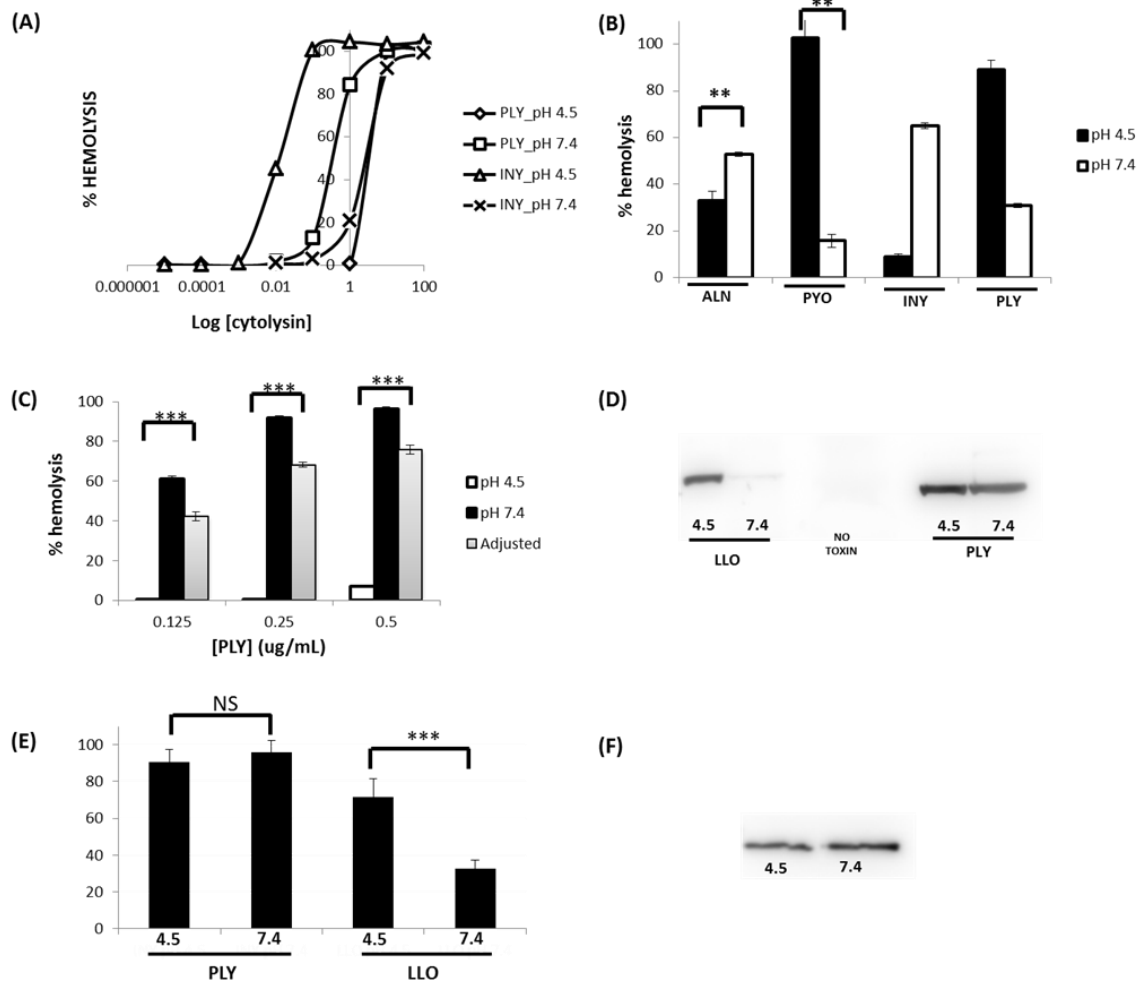 (A)
% HEMOLYSIS
100
80
60
40
20
0
0.000001 0.0001 0.01 1 100
Log [cytolysin]
PLY_pH 4.5
PLY_pH 7.4
INY_pH 4.5
INY_pH 7.4
(B)
**
**
% hemolysis
100
80
60
40
20
0
ALN PYO INY PLY
pH 4.5
pH 7.4
(C)
*** *** ***
% hemolysis
100
80
60
40
20
0
0.125 0.25 0.5
[PLY] (ug/mL)
pH 4.5
pH 7.4
Adjusted
(D)
4.5 7.4
LLO
NO
TOXIN
4.5 7.4
PLY
(E)
NS
***
100
80
60
40
20
0
4.5 7.4 4.5 7.4
PLY LLO
(F)
4.5 7.4